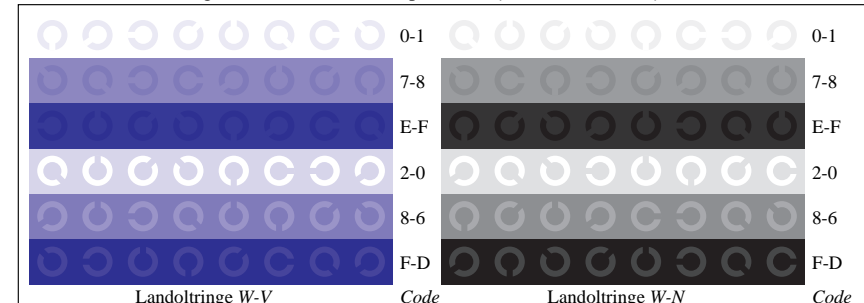 0-1 0-1
7-8 7-8
E-F E-F
2-0 2-0
8-6 8-6
F-D F-D
Landoltringe W-V Code Landoltringe W-N Code